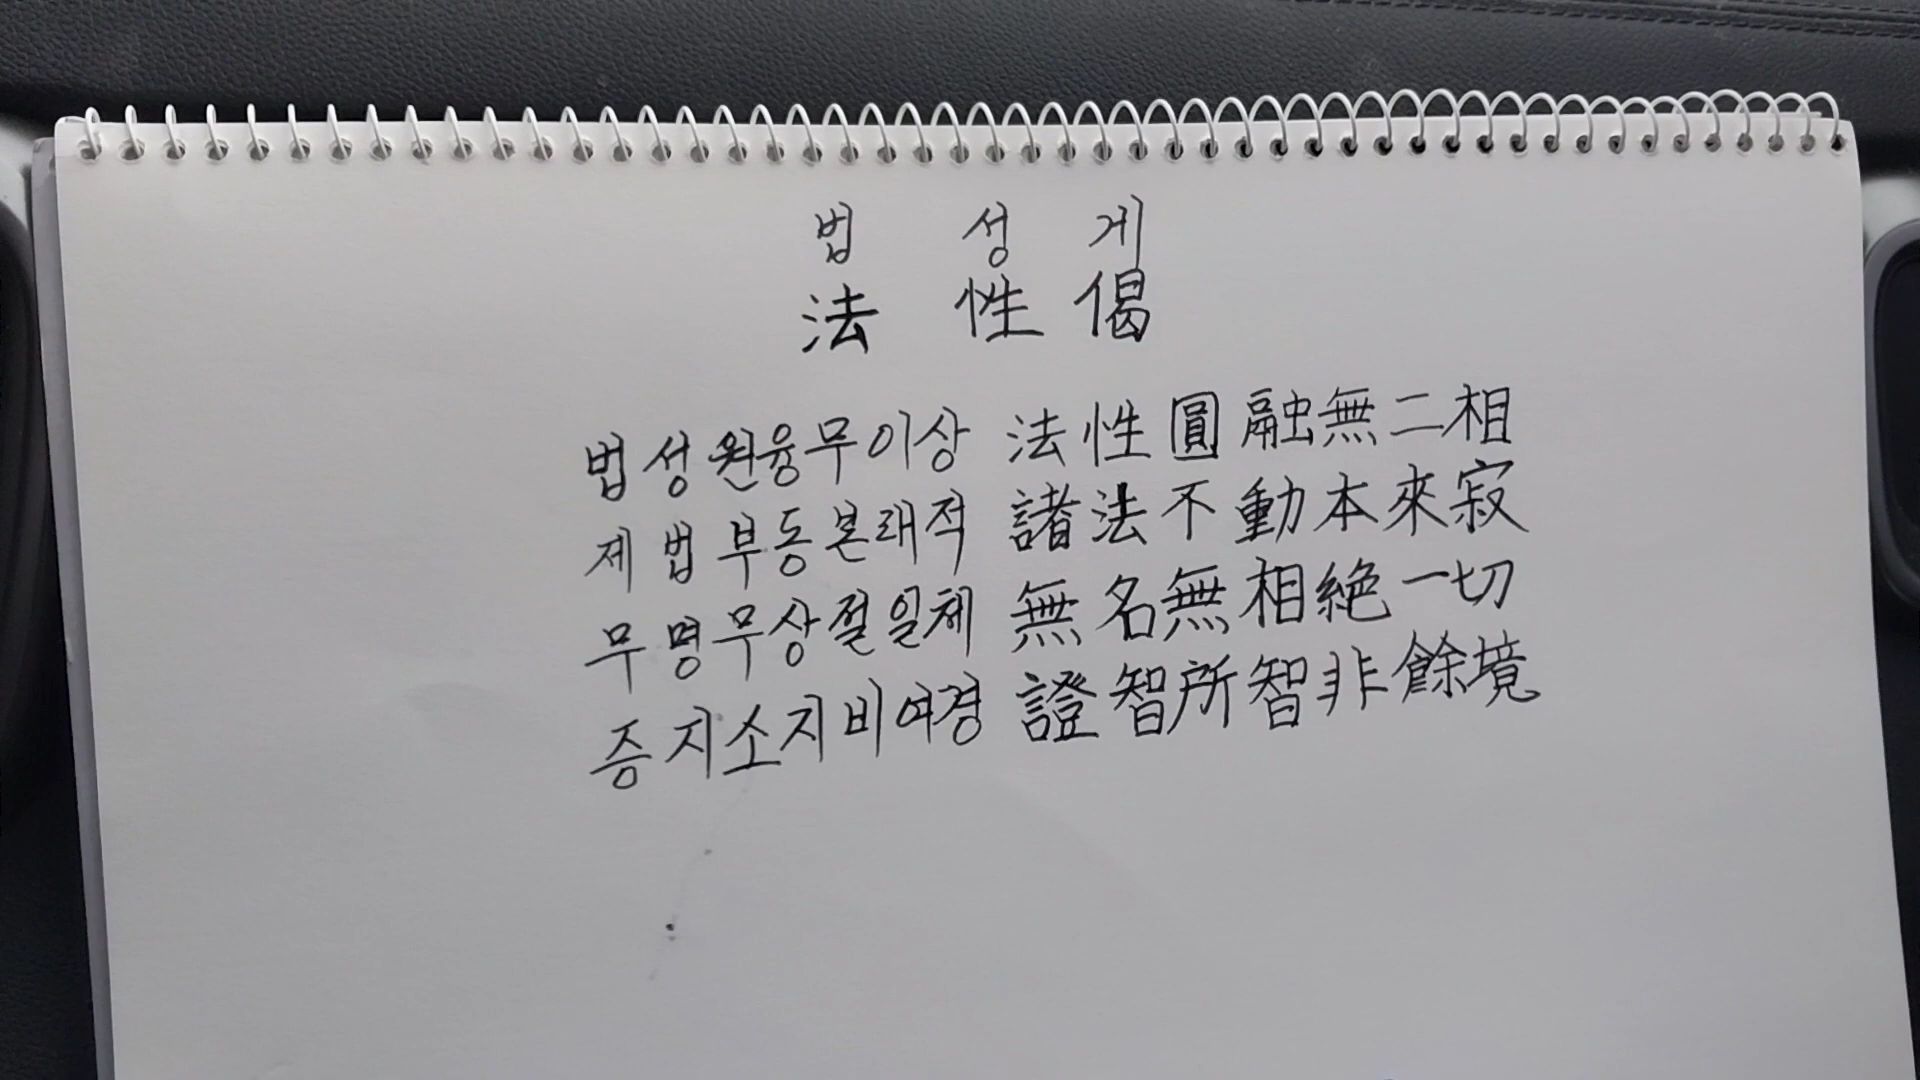 법 성 게
法 性 偈
법성원융무이상 法性圓融無二相
제법부동본래적 諸法不動本來寂
무명무상절일체 無名無相絶一切
증지소지비여경 證智所智非餘境